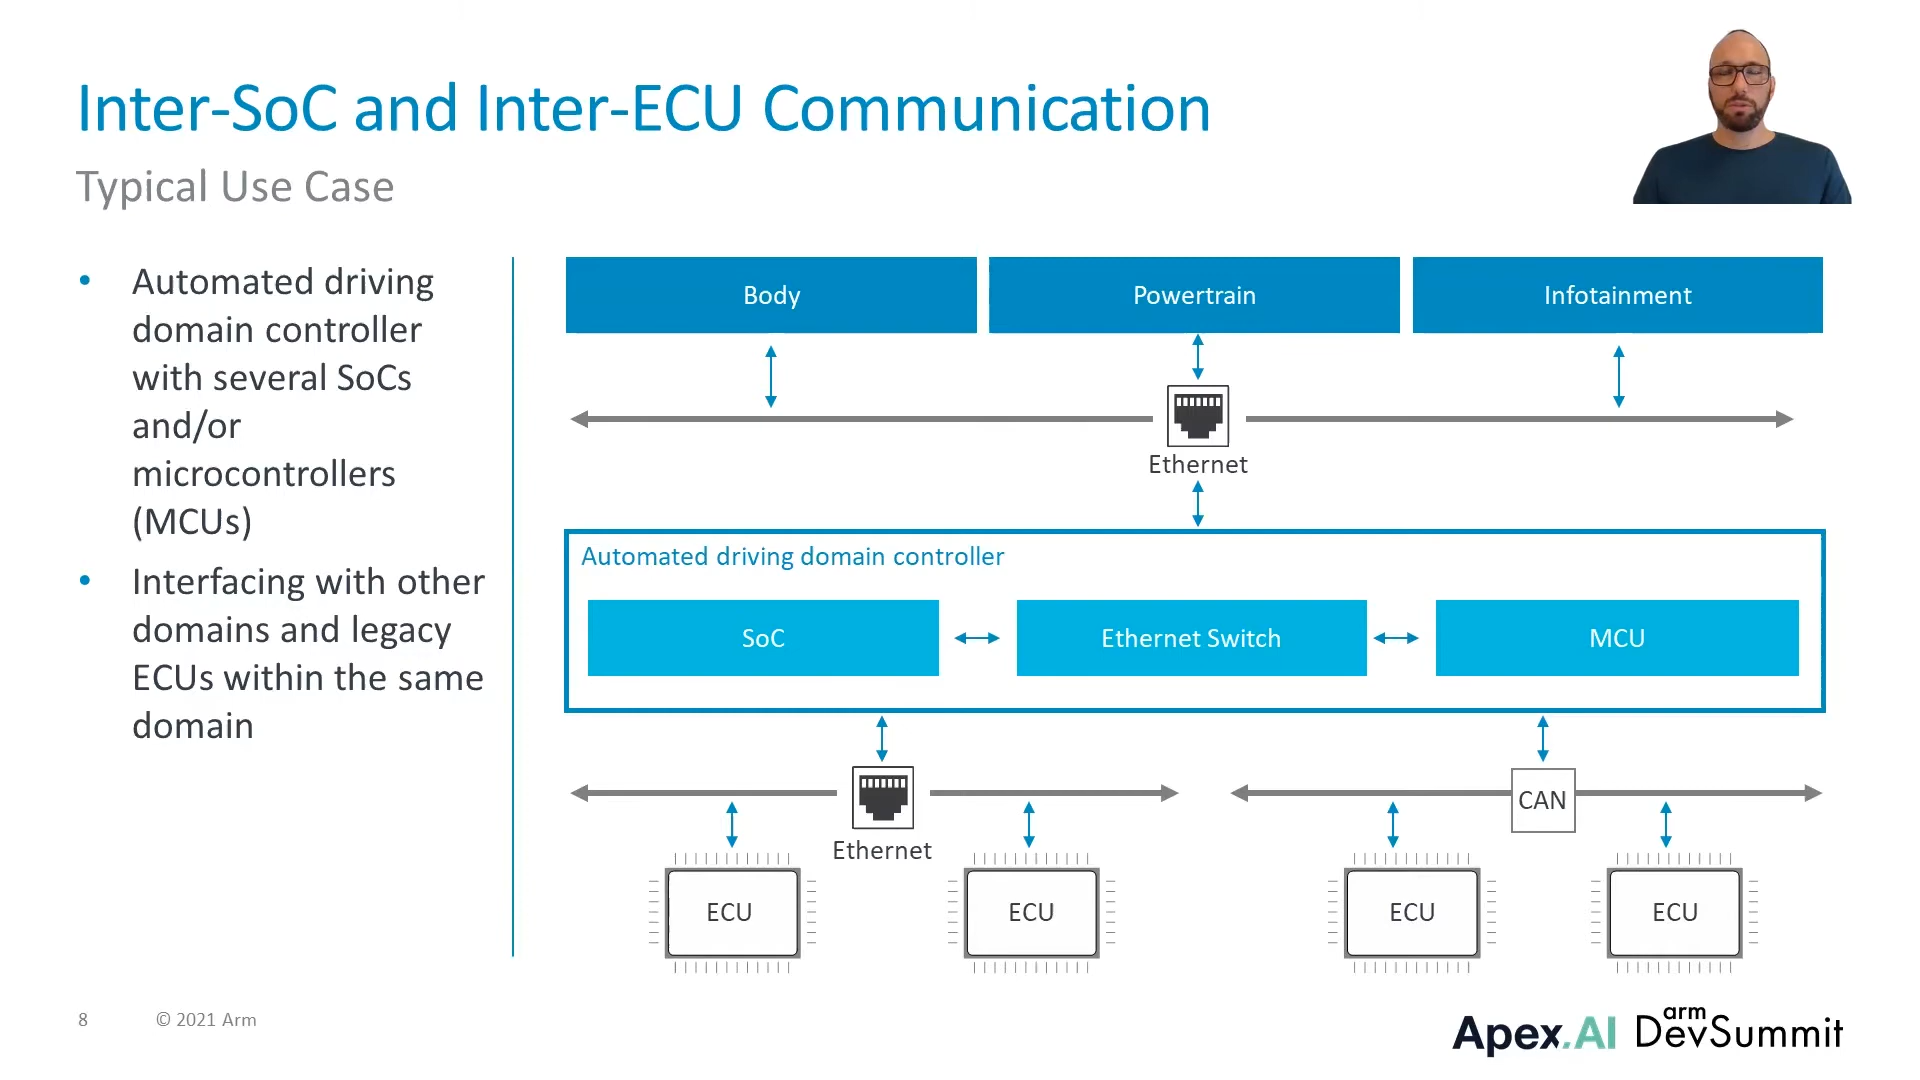 Inter-SoC and Inter-ECU Communication
Typical Use Case
• Automated driving
domain controller
with several SoCs
and/or
microcontrollers
(MCUs)
• Interfacing with other
domains and legacy
ECUs within the same
domain
Body
Powertrain
Infotainment
Ethernet
Automated driving domain controller
SoC
Ethernet Switch
MCU
Ethernet
CAN
ECU
ECU
ECU
ECU
8
© 2021 Arm
Apex.AI
arm
DevSummit